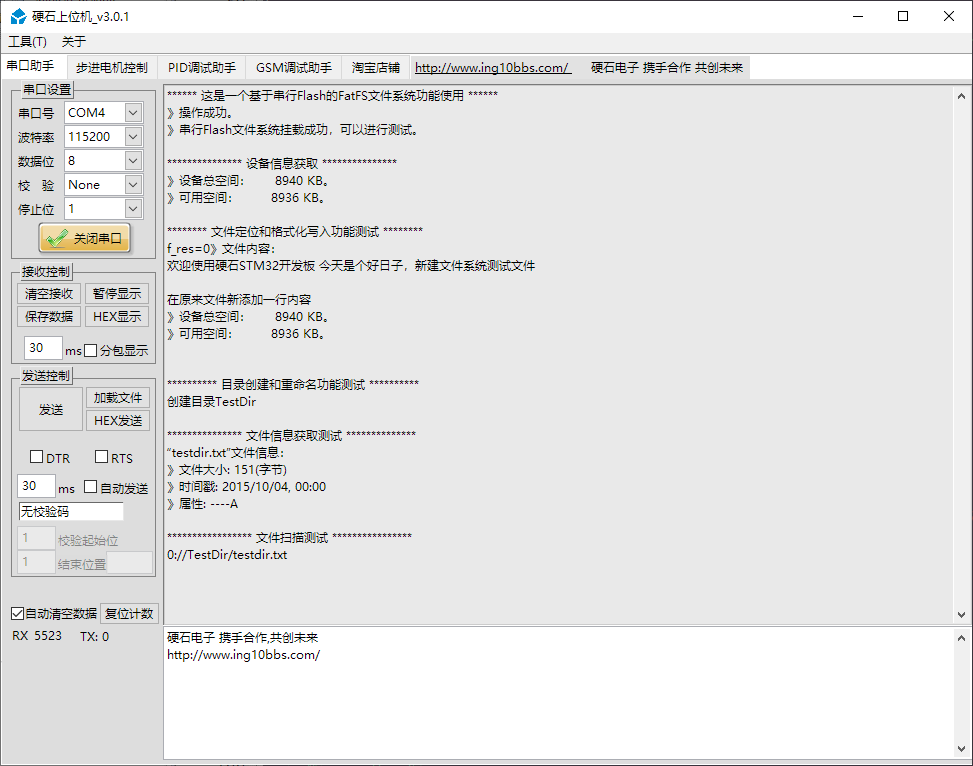 硬石上位机_v3.0.1
工具(T) 关于
串口助手 步进电机控制 PID调试助手 GSM调试助手 淘宝店铺 http://www.ing10bbs.com/ 硬石电子 携手合作 共创未来
串口设置
串口号 COM4
波特率 115200
数据位 8
校 验 None
停止位 1
关闭串口
接收控制
清空接收 暂停显示
保存数据 HEX显示
30 ms 分包显示
发送控制
发送 加载文件
HEX发送
DTR RTS
30 ms 自动发送
无校验码
1 校验起始位
1 结束位置
自动清空数据 复位计数
RX 5523 TX: 0
****** 这是一个基于串行Flash的FatFS文件系统功能使用 ******
》操作成功。
》串行Flash文件系统挂载成功，可以进行测试。
*************** 设备信息获取 ***************
》设备总空间： 8940 KB。
》可用空间： 8936 KB。
******** 文件定位和格式化写入功能测试 ********
f_res=0》文件内容：
欢迎使用硬石STM32开发板 今天是个好日子，新建文件系统测试文件
在原来文件新添加一行内容
》设备总空间： 8940 KB。
》可用空间： 8936 KB。
********** 目录创建和重命名功能测试 **********
创建目录TestDir
*************** 文件信息获取测试 **************
“testdir.txt”文件信息：
》文件大小: 151(字节)
》时间戳: 2015/10/04, 00:00
》属性: ----A
***************** 文件扫描测试 ****************
0://TestDir/testdir.txt
硬石电子 携手合作,共创未来
http://www.ing10bbs.com/